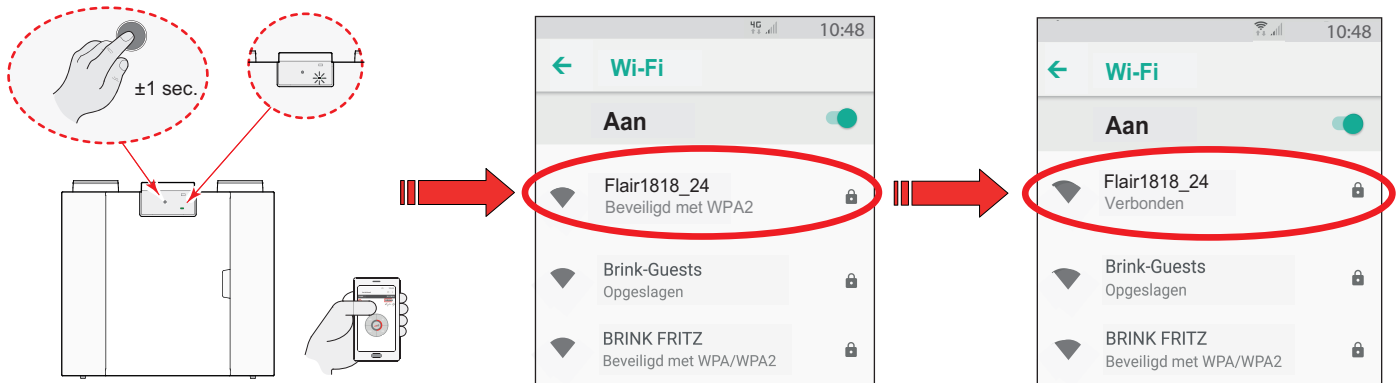 ±1 sec.
4G 10:48
Wi-Fi
Aan
Flair1818_24
Beveiligd met WPA2
Brink-Guests
Opgeslagen
BRINK FRITZ
Beveiligd met WPA/WPA2
10:48
Wi-Fi
Aan
Flair1818_24
Verbonden
Brink-Guests
Opgeslagen
BRINK FRITZ
Beveiligd met WPA/WPA2